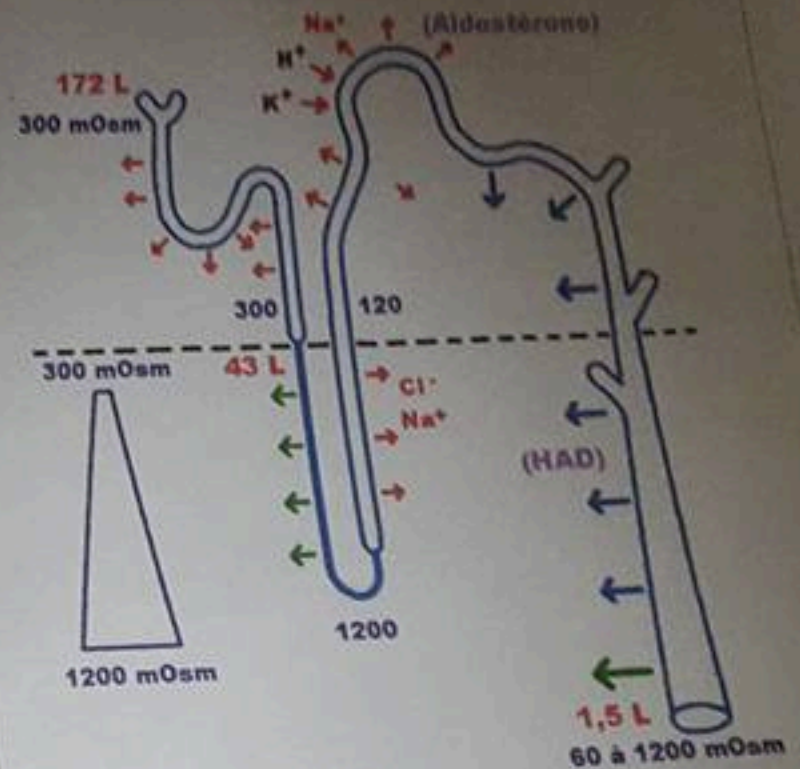 Na⁺
(Aldostérone)
H⁺
172 L
K⁺
300 mOsm
300
120
300 mOsm
43 L
Cl⁻
Na⁺
(HAD)
1200
1200 mOsm
1,5 L
60 à 1200 mOsm